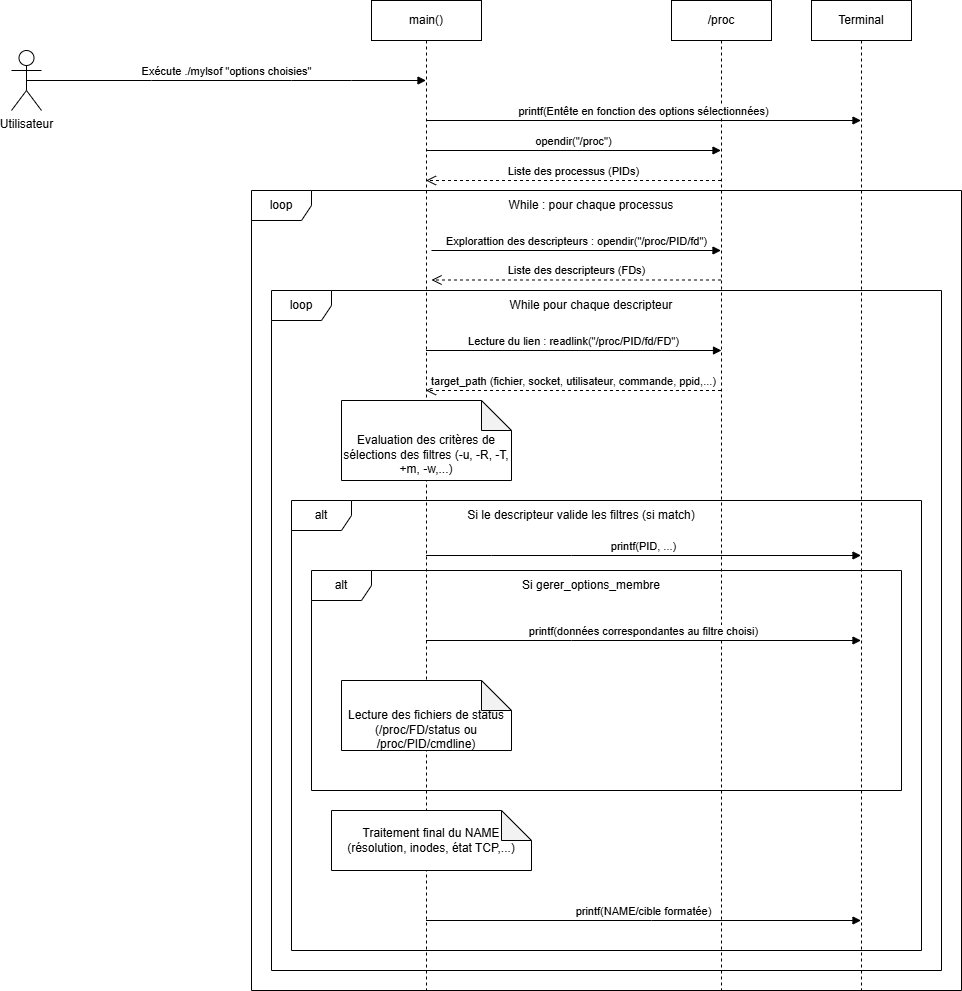 main()
/proc
Terminal
Exécute ./mylsof "options choisies"
Utilisateur
printf(Entête en fonction des options sélectionnées)
opendir("/proc")
Liste des processus (PIDs)
loop
While : pour chaque processus
Explorattion des descripteurs : opendir("/proc/PID/fd")
Liste des descripteurs (FDs)
loop
While pour chaque descripteur
Lecture du lien : readlink("/proc/PID/fd/FD")
target_path (fichier, socket, utilisateur, commande, ppid,...)
Evaluation des critères de
sélections des filtres (-u, -R, -T,
+m, -w,...)
alt
Si le descripteur valide les filtres (si match)
printf(PID, ...)
alt
Si gerer_options_membre
printf(données correspondantes au filtre choisi)
Lecture des fichiers de status
(/proc/FD/status ou
/proc/PID/cmdline)
Traitement final du NAME
(résolution, inodes, état TCP,...)
printf(NAME/cible formatée)